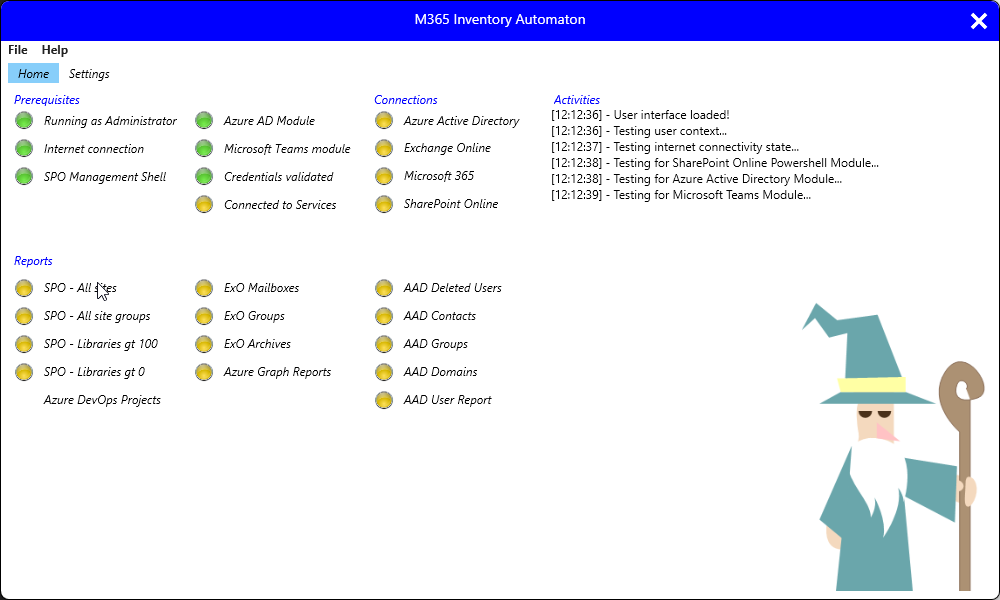 M365 Inventory Automaton
File Help
Home Settings
Prerequisites
Running as Administrator
Internet connection
SPO Management Shell
Azure AD Module
Microsoft Teams module
Credentials validated
Connected to Services
Connections
Azure Active Directory
Exchange Online
Microsoft 365
SharePoint Online
Activities
[12:12:36] - User interface loaded!
[12:12:36] - Testing user context...
[12:12:37] - Testing internet connectivity state...
[12:12:38] - Testing for SharePoint Online Powershell Module...
[12:12:38] - Testing for Azure Active Directory Module...
[12:12:39] - Testing for Microsoft Teams Module...
Reports
SPO - All sites
SPO - All site groups
SPO - Libraries gt 100
SPO - Libraries gt 0
Azure DevOps Projects
ExO Mailboxes
ExO Groups
ExO Archives
Azure Graph Reports
AAD Deleted Users
AAD Contacts
AAD Groups
AAD Domains
AAD User Report